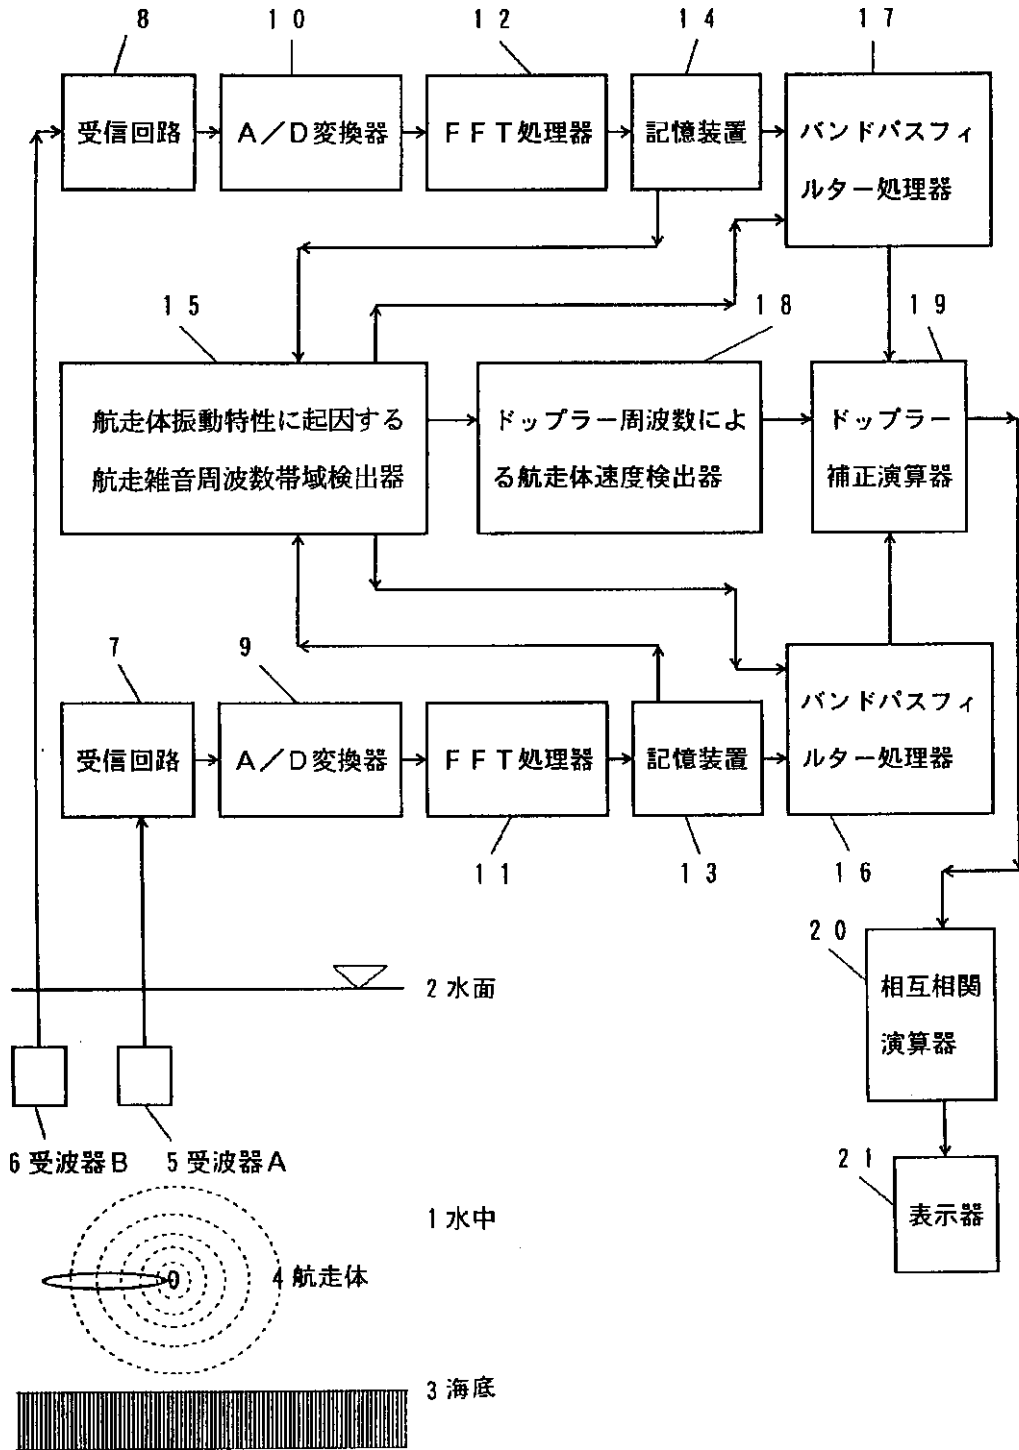 8
10
12
14
17
受信回路
A/D変換器
FFT処理器
記憶装置
バンドパスフィ
ルター処理器
15
18
19
航走体振動特性に起因する
航走雑音周波数帯域検出器
ドップラー周波数によ
る航走体速度検出器
ドップラー
補正演算器
7
9
受信回路
A/D変換器
FFT処理器
記憶装置
バンドパスフィ
ルター処理器
11
13
16
20
2 水面
相互相関
演算器
6 受波器B
5 受波器A
21
1 水中
表示器
4 航走体
3 海底